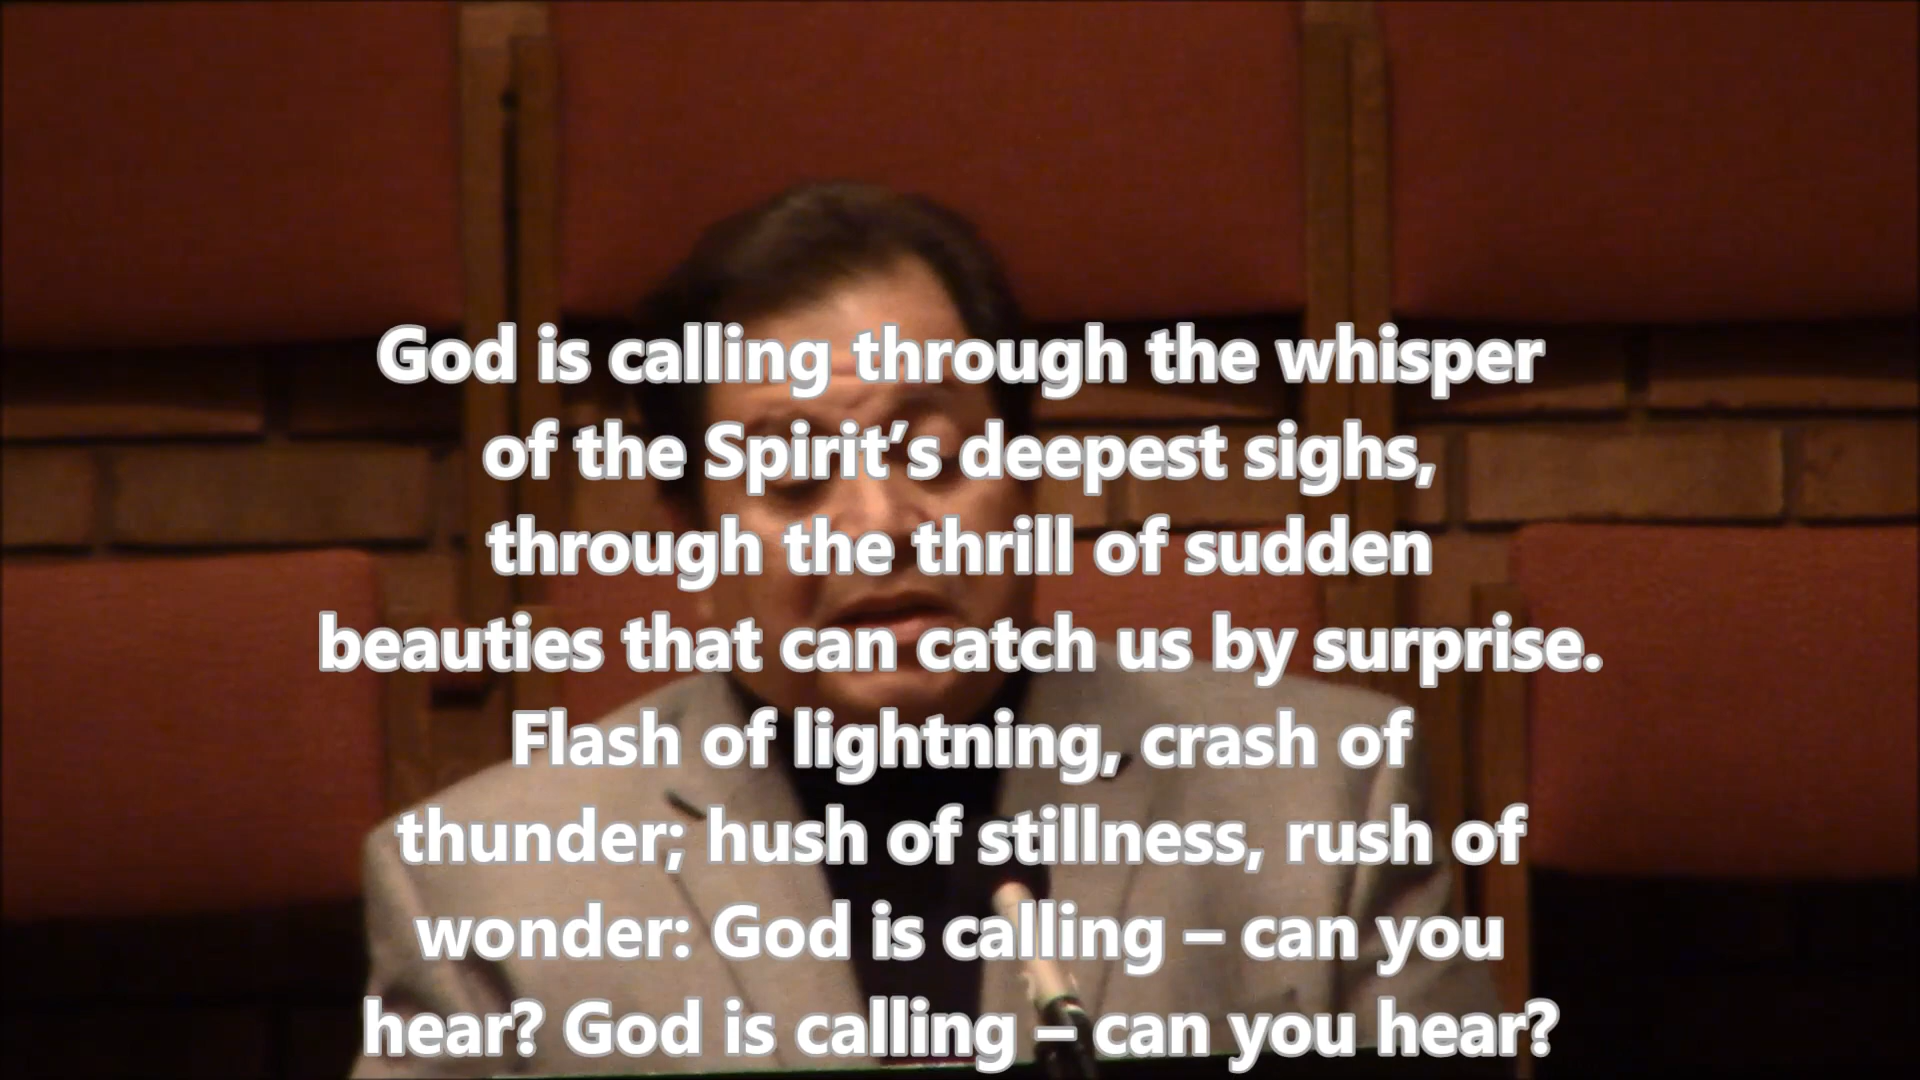 God is calling through the whisper
of the Spirit’s deepest sighs,
through the thrill of sudden
beauties that can catch us by surprise.
Flash of lightning, crash of
thunder; hush of stillness, rush of
wonder: God is calling – can you
hear? God is calling – can you hear?